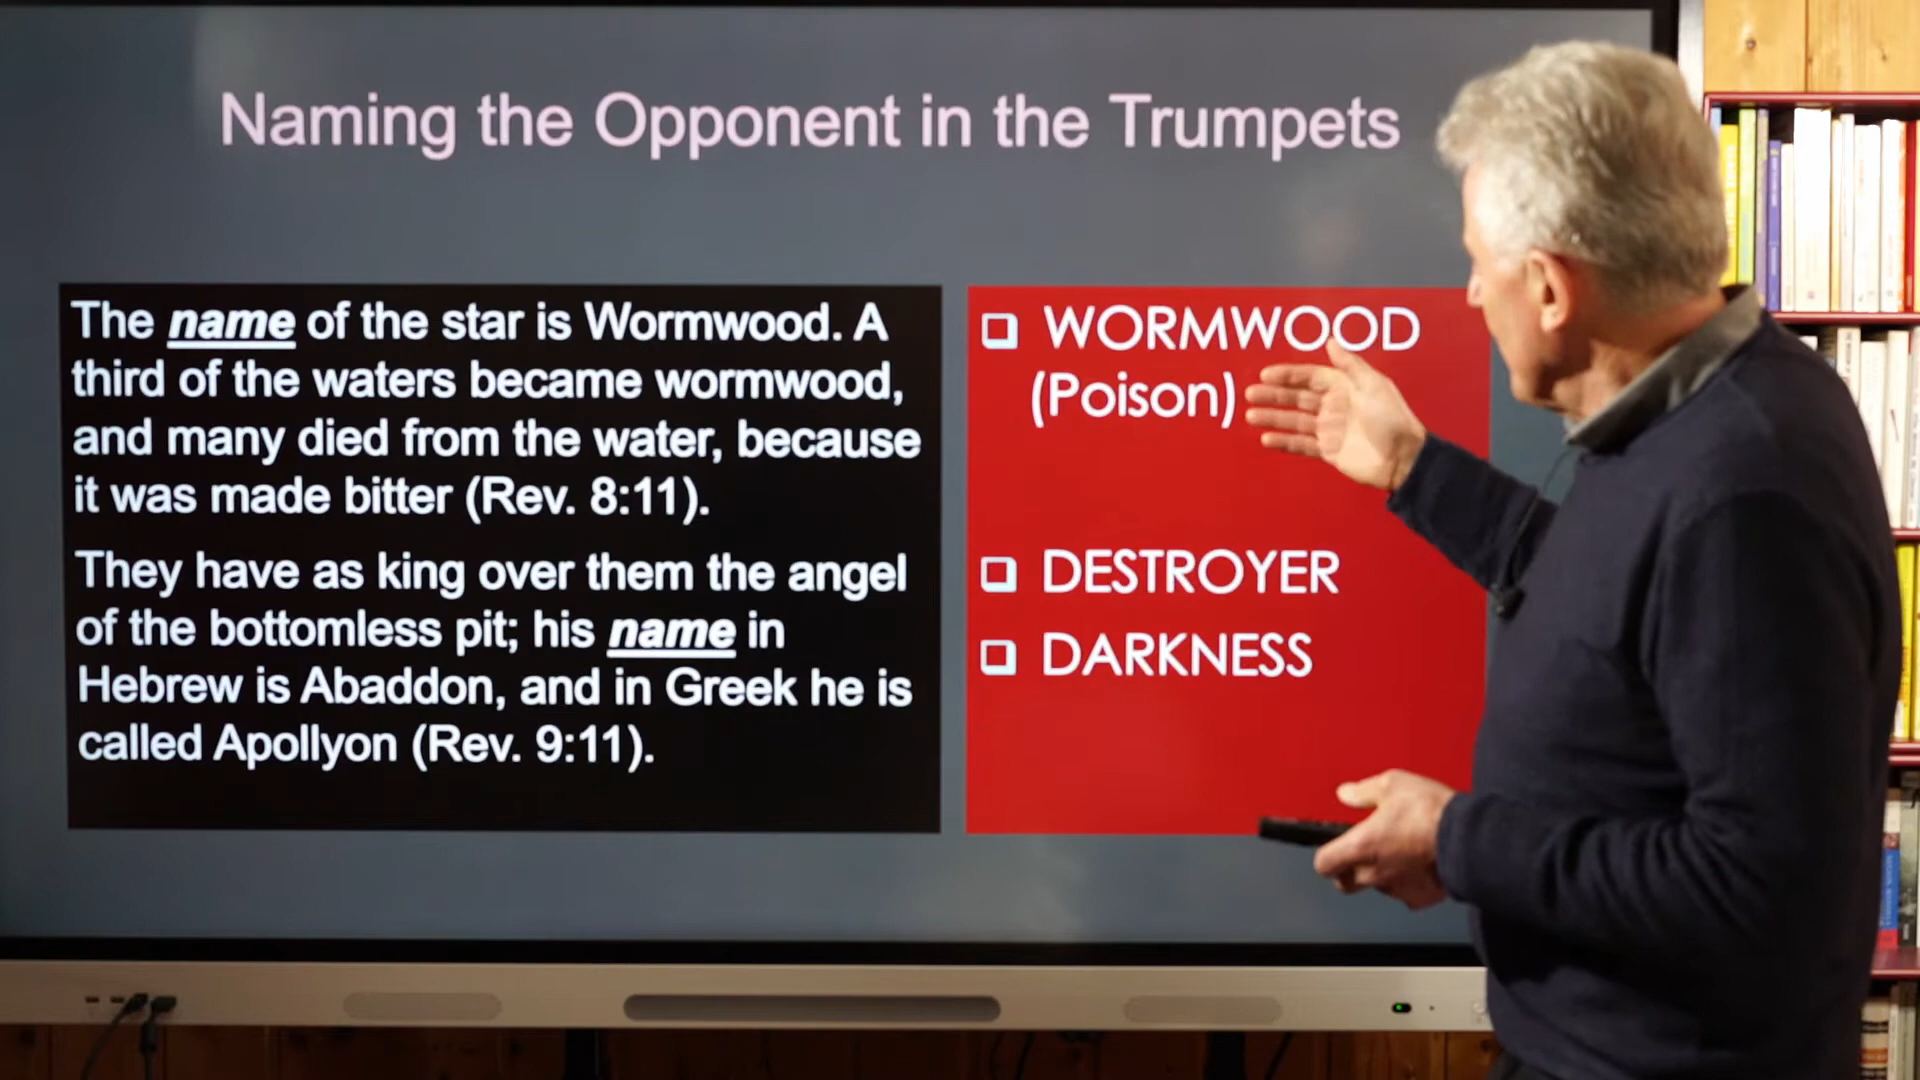 Naming the Opponent in the Trumpets
The name of the star is Wormwood. A
third of the waters became wormwood,
and many died from the water, because
it was made bitter (Rev. 8:11).
They have as king over them the angel
of the bottomless pit; his name in
Hebrew is Abaddon, and in Greek he is
called Apollyon (Rev. 9:11).
WORMWOOD
(Poison)
DESTROYER
DARKNESS